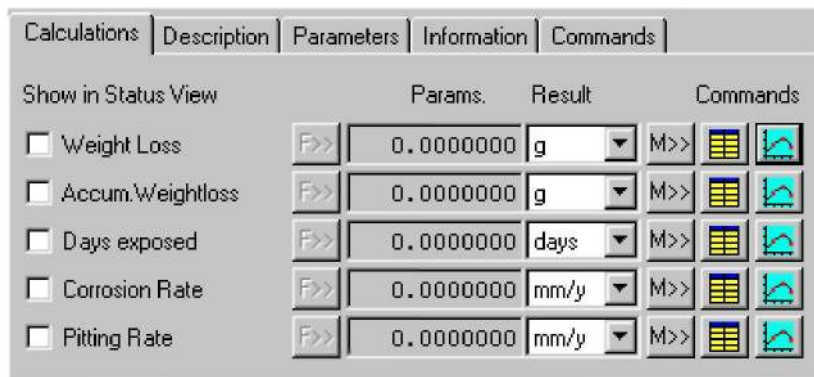 Calculations Description Parameters Information Commands
Show in Status View Params. Result Commands
Weight Loss F>> 0.0000000 g M>>
Accum.Weightloss F>> 0.0000000 g M>>
Days exposed F>> 0.0000000 days M>>
Corrosion Rate F>> 0.0000000 mm/y M>>
Pitting Rate F>> 0.0000000 mm/y M>>